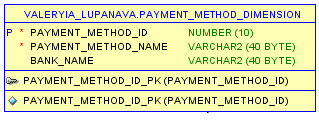 VALERYIA_LUPANAVA.PAYMENT_METHOD_DIMENSION
P * PAYMENT_METHOD_ID NUMBER (10)
* PAYMENT_METHOD_NAME VARCHAR2 (40 BYTE)
BANK_NAME VARCHAR2 (40 BYTE)
PAYMENT_METHOD_ID_PK (PAYMENT_METHOD_ID)
PAYMENT_METHOD_ID_PK (PAYMENT_METHOD_ID)